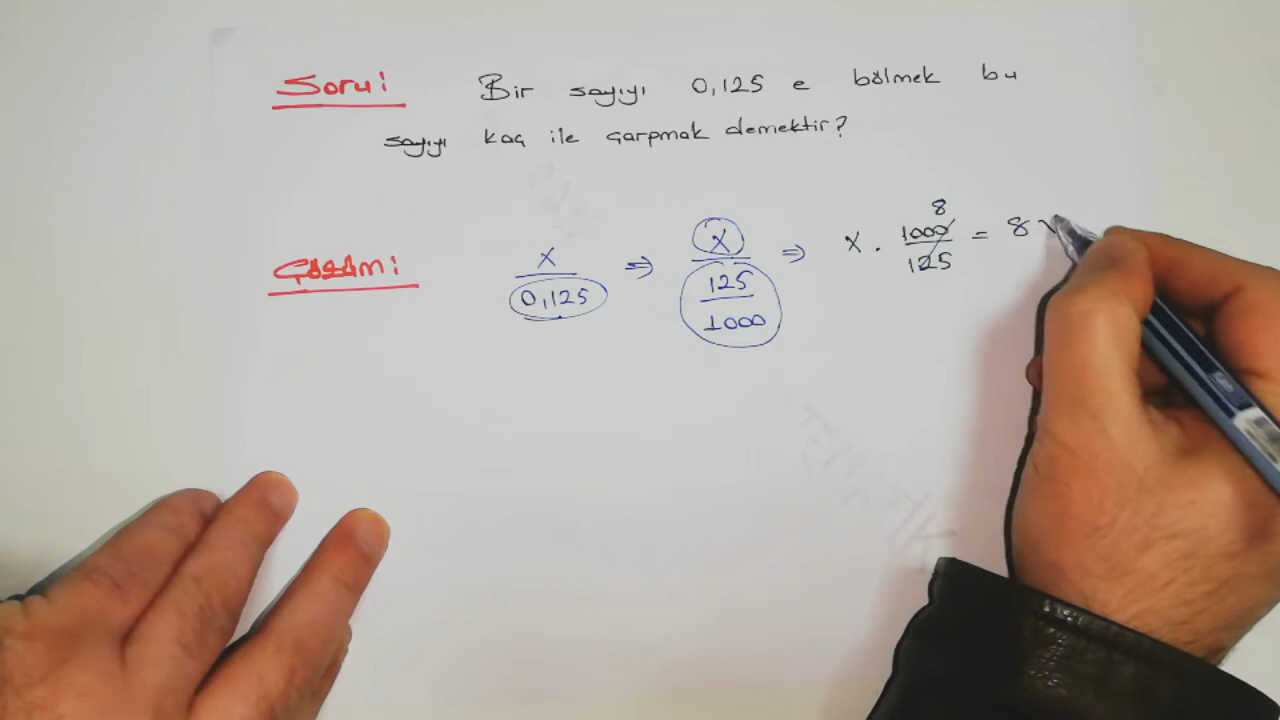 Soru: Bir sayıyı 0,125 e bölmek bu
sayıyı kaç ile çarpmak demektir?
Çözüm: x / 0,125 ⇒ x / (125 / 1000) ⇒ x . 1000 / 125 = 8x
8